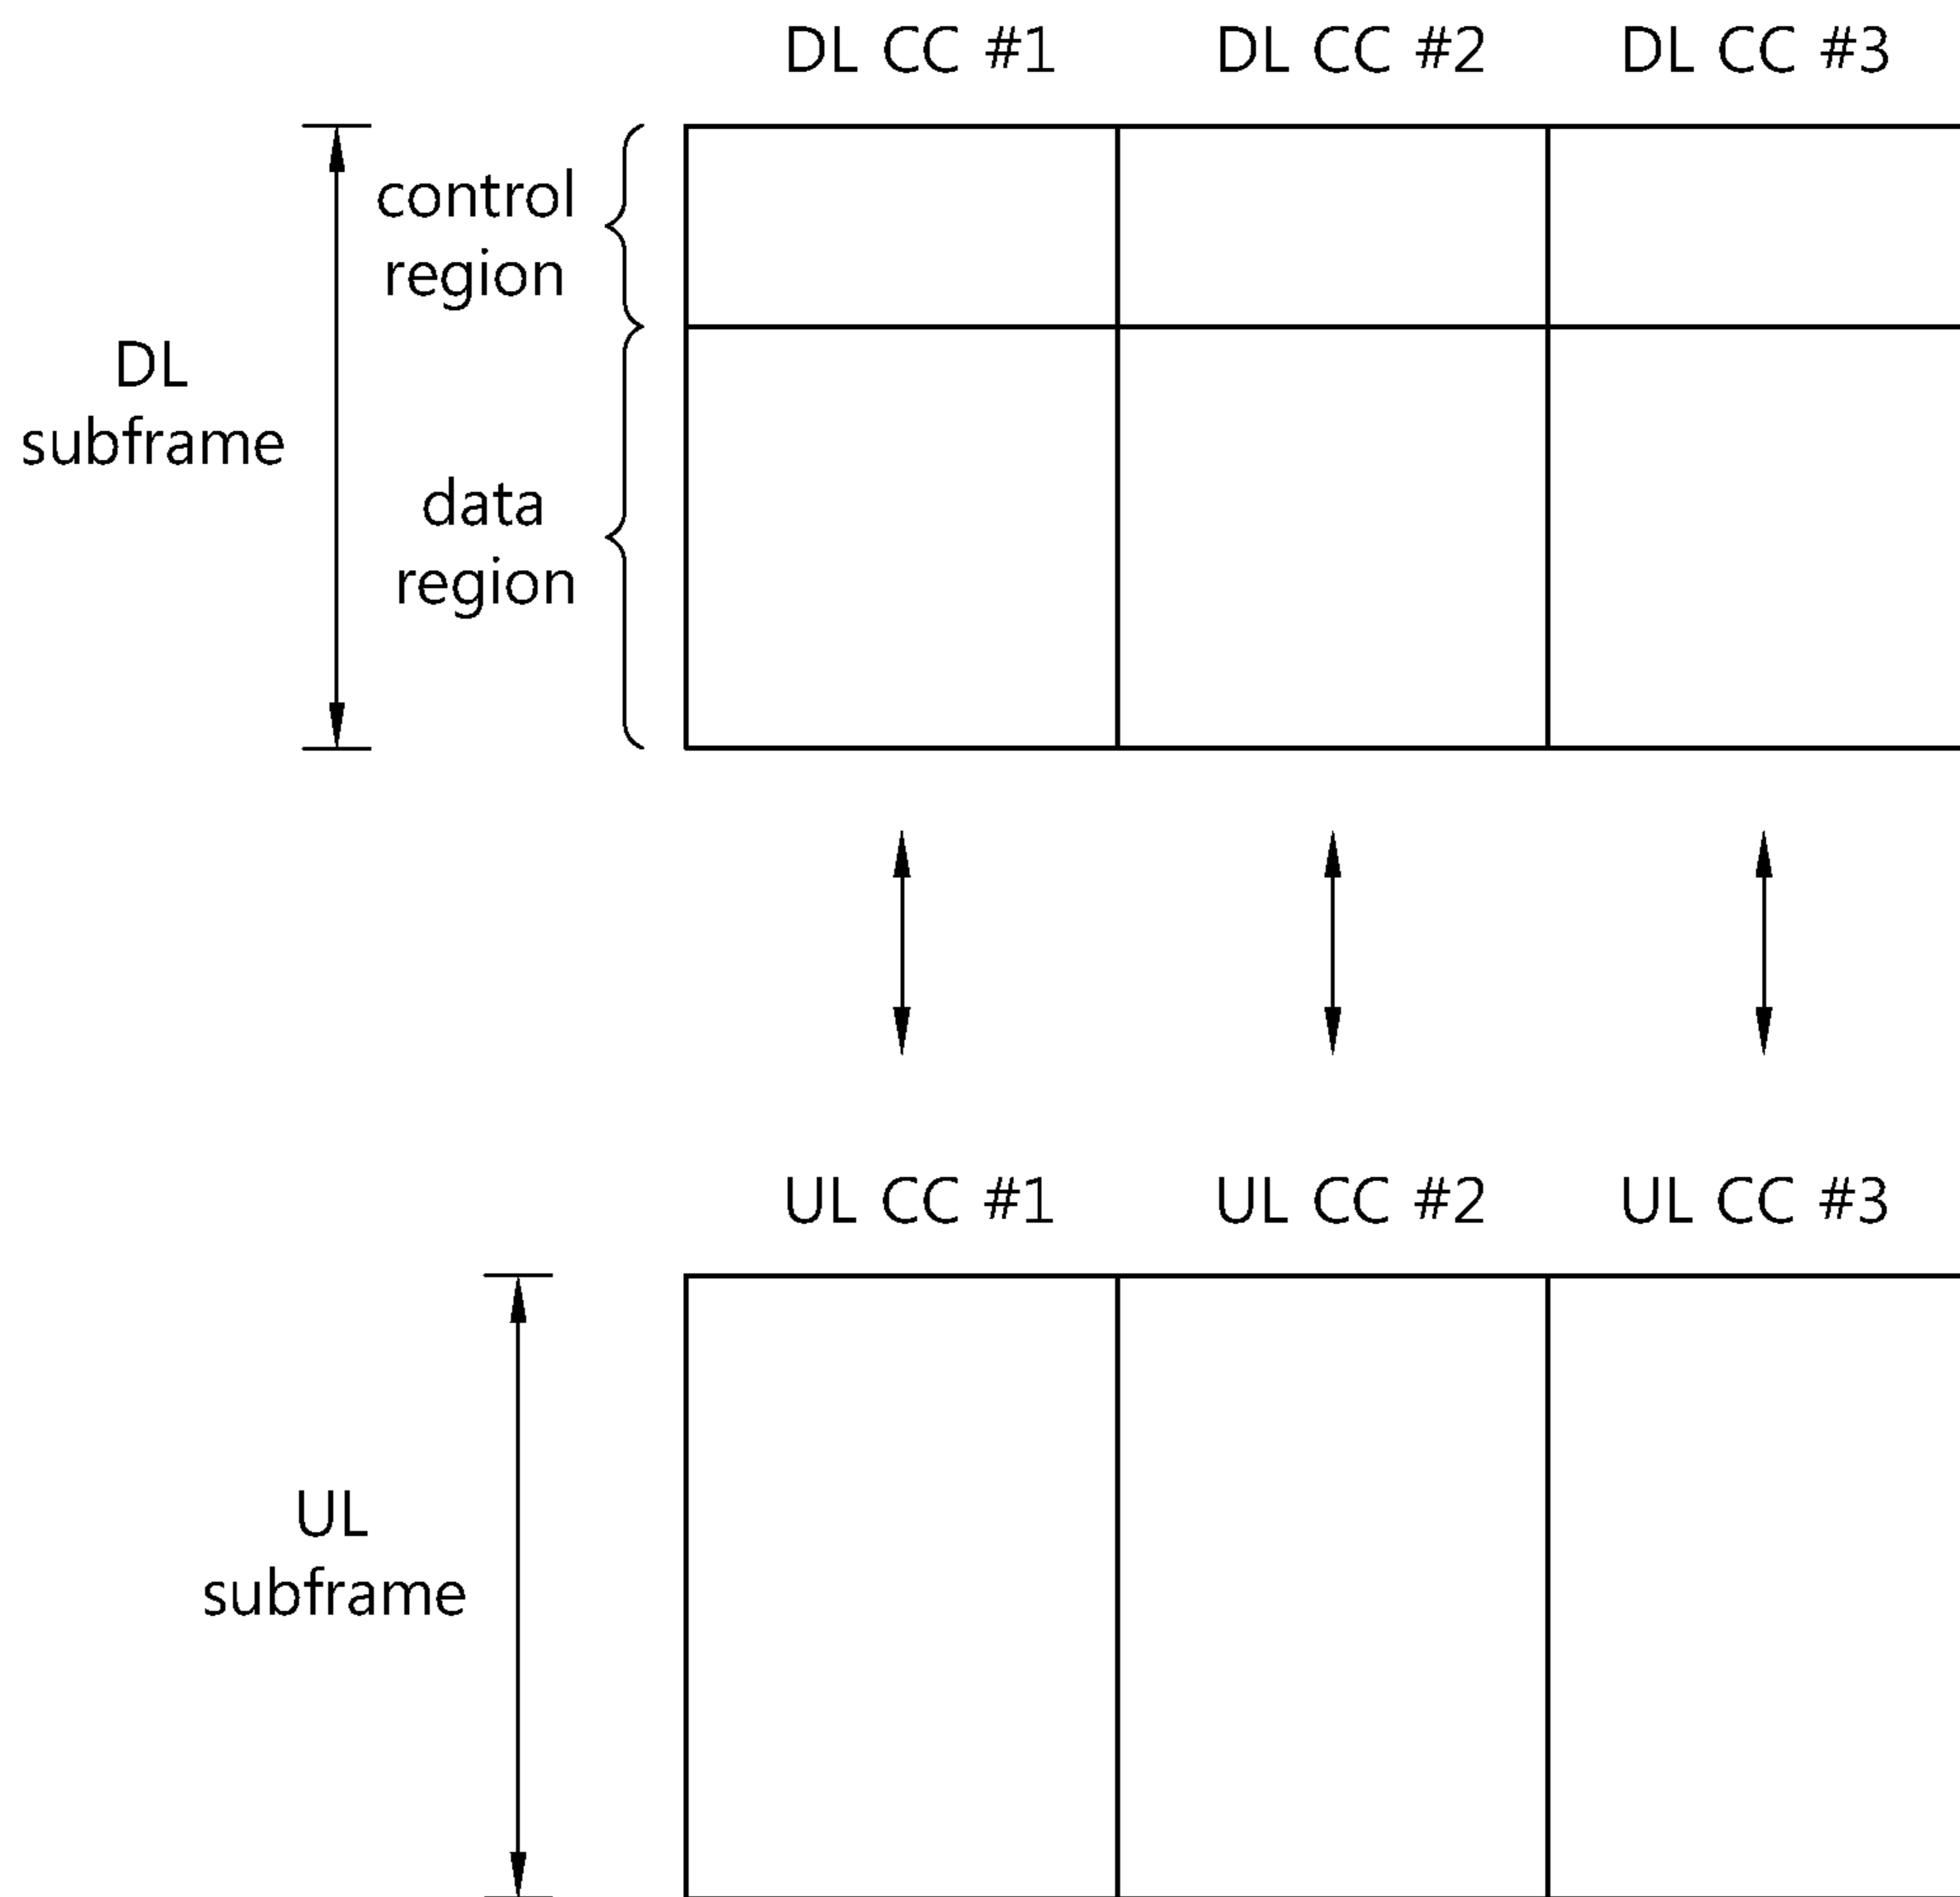 DL CC #1 DL CC #2 DL CC #3
control
region
DL
subframe
data
region
UL CC #1 UL CC #2 UL CC #3
UL
subframe